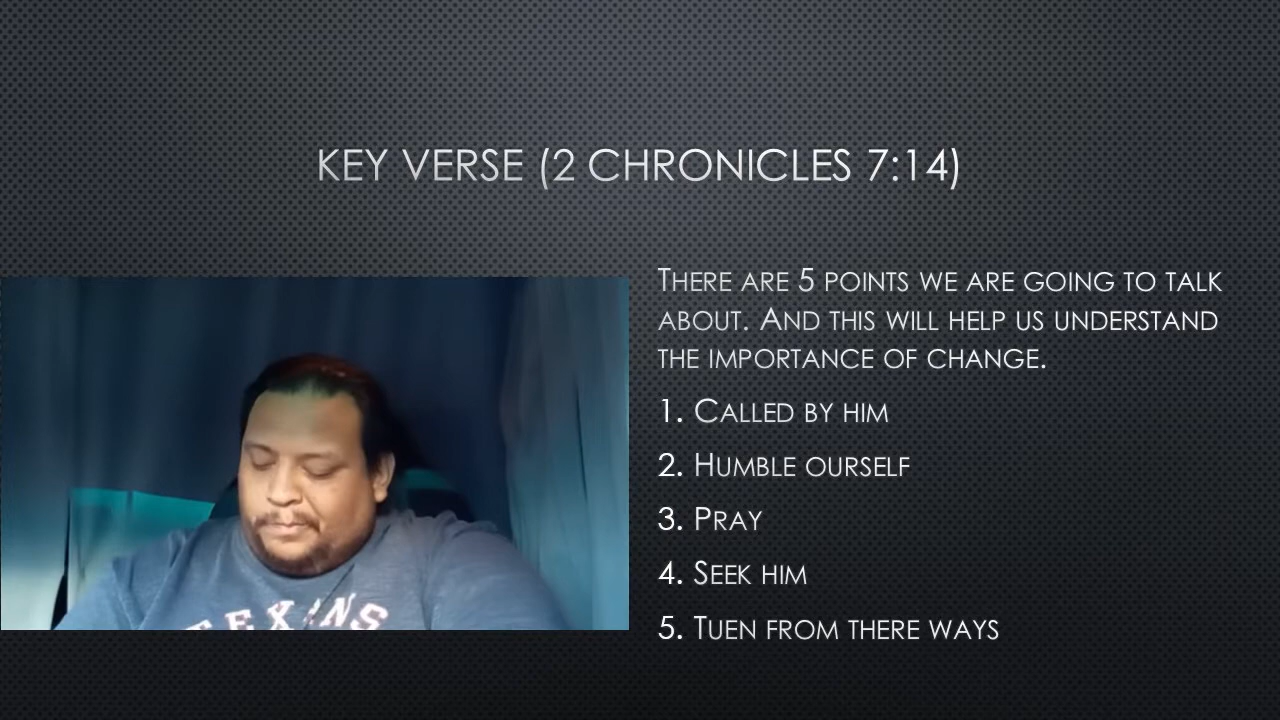 KEY VERSE (2 CHRONICLES 7:14)
THERE ARE 5 POINTS WE ARE GOING TO TALK
ABOUT. AND THIS WILL HELP US UNDERSTAND
THE IMPORTANCE OF CHANGE.
1. CALLED BY HIM
2. HUMBLE OURSELF
3. PRAY
4. SEEK HIM
5. TUEN FROM THERE WAYS
TEXANS